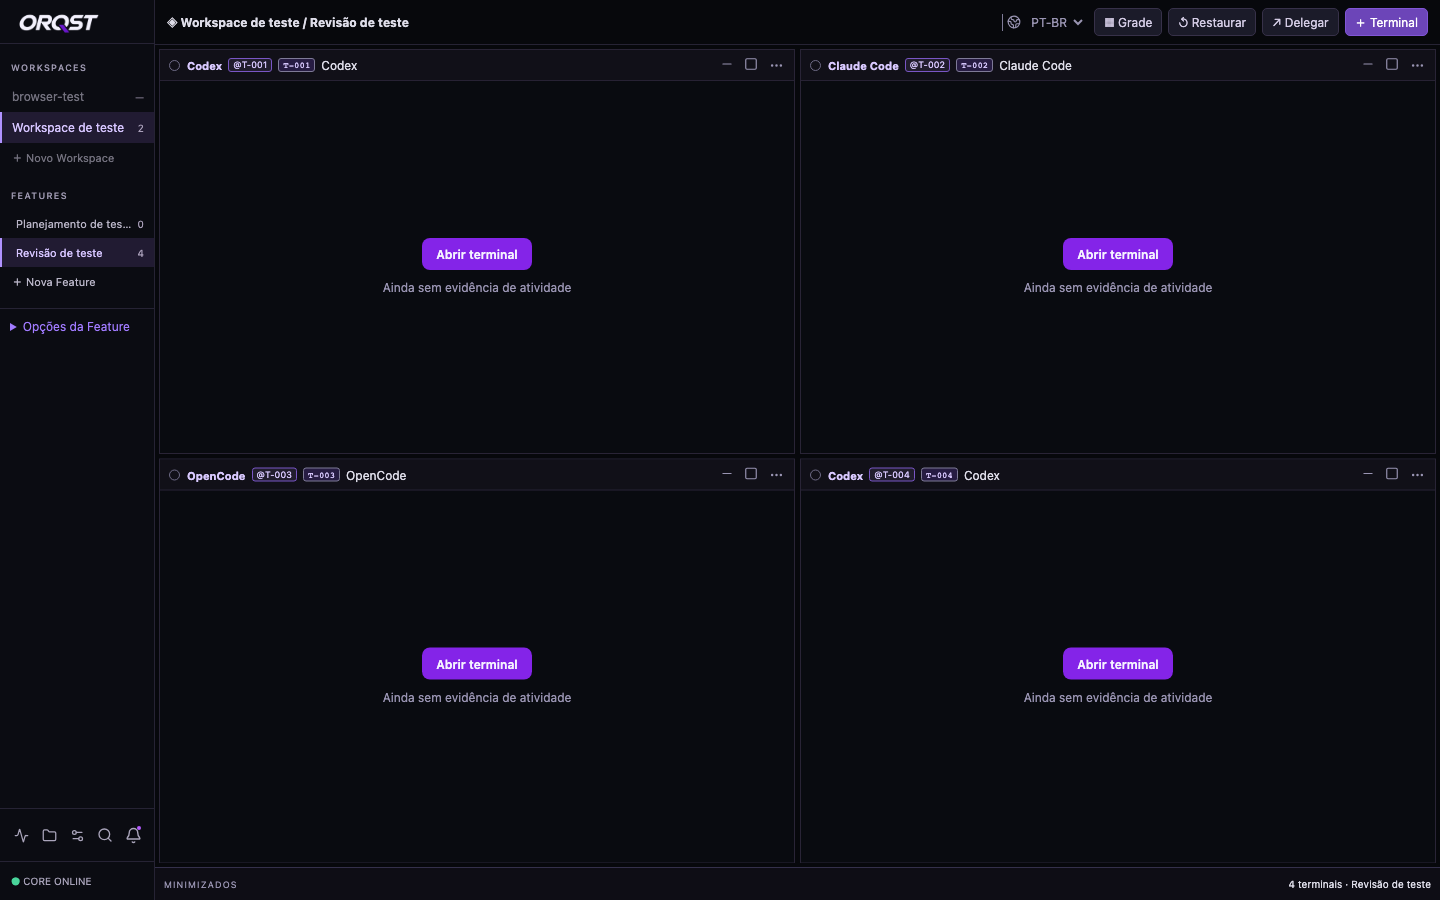 ORQST
WORKSPACES
browser-test –
Workspace de teste 2
+ Novo Workspace
FEATURES
Planejamento de tes... 0
Revisão de teste 4
+ Nova Feature
▶ Opções da Feature
CORE ONLINE
◈ Workspace de teste / Revisão de teste
PT-BR
Grade
Restaurar
Delegar
+ Terminal
Codex @T-001 T-001 Codex
Abrir terminal
Ainda sem evidência de atividade
Claude Code @T-002 T-002 Claude Code
Abrir terminal
Ainda sem evidência de atividade
OpenCode @T-003 T-003 OpenCode
Abrir terminal
Ainda sem evidência de atividade
Codex @T-004 T-004 Codex
Abrir terminal
Ainda sem evidência de atividade
MINIMIZADOS
4 terminais · Revisão de teste